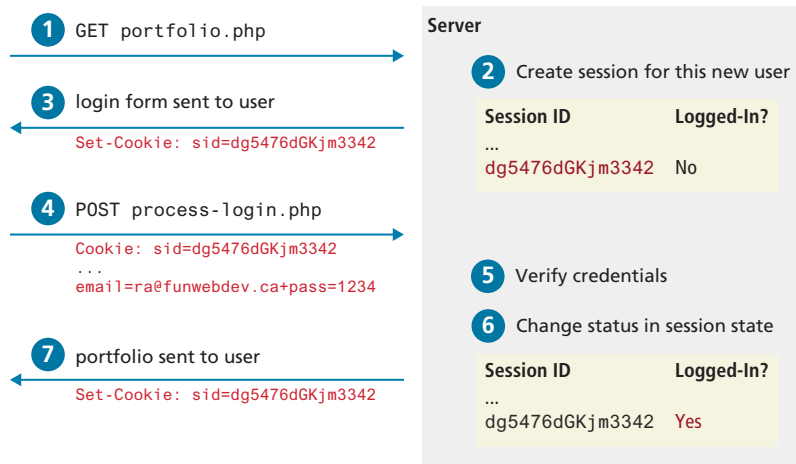 1 GET portfolio.php
Server
2 Create session for this new user
3 login form sent to user
Set-Cookie: sid=dg5476dGKjm3342
Session ID Logged-In?
...
dg5476dGKjm3342 No
4 POST process-login.php
Cookie: sid=dg5476dGKjm3342
...
email=ra@funwebdev.ca+pass=1234
5 Verify credentials
6 Change status in session state
7 portfolio sent to user
Set-Cookie: sid=dg5476dGKjm3342
Session ID Logged-In?
...
dg5476dGKjm3342 Yes